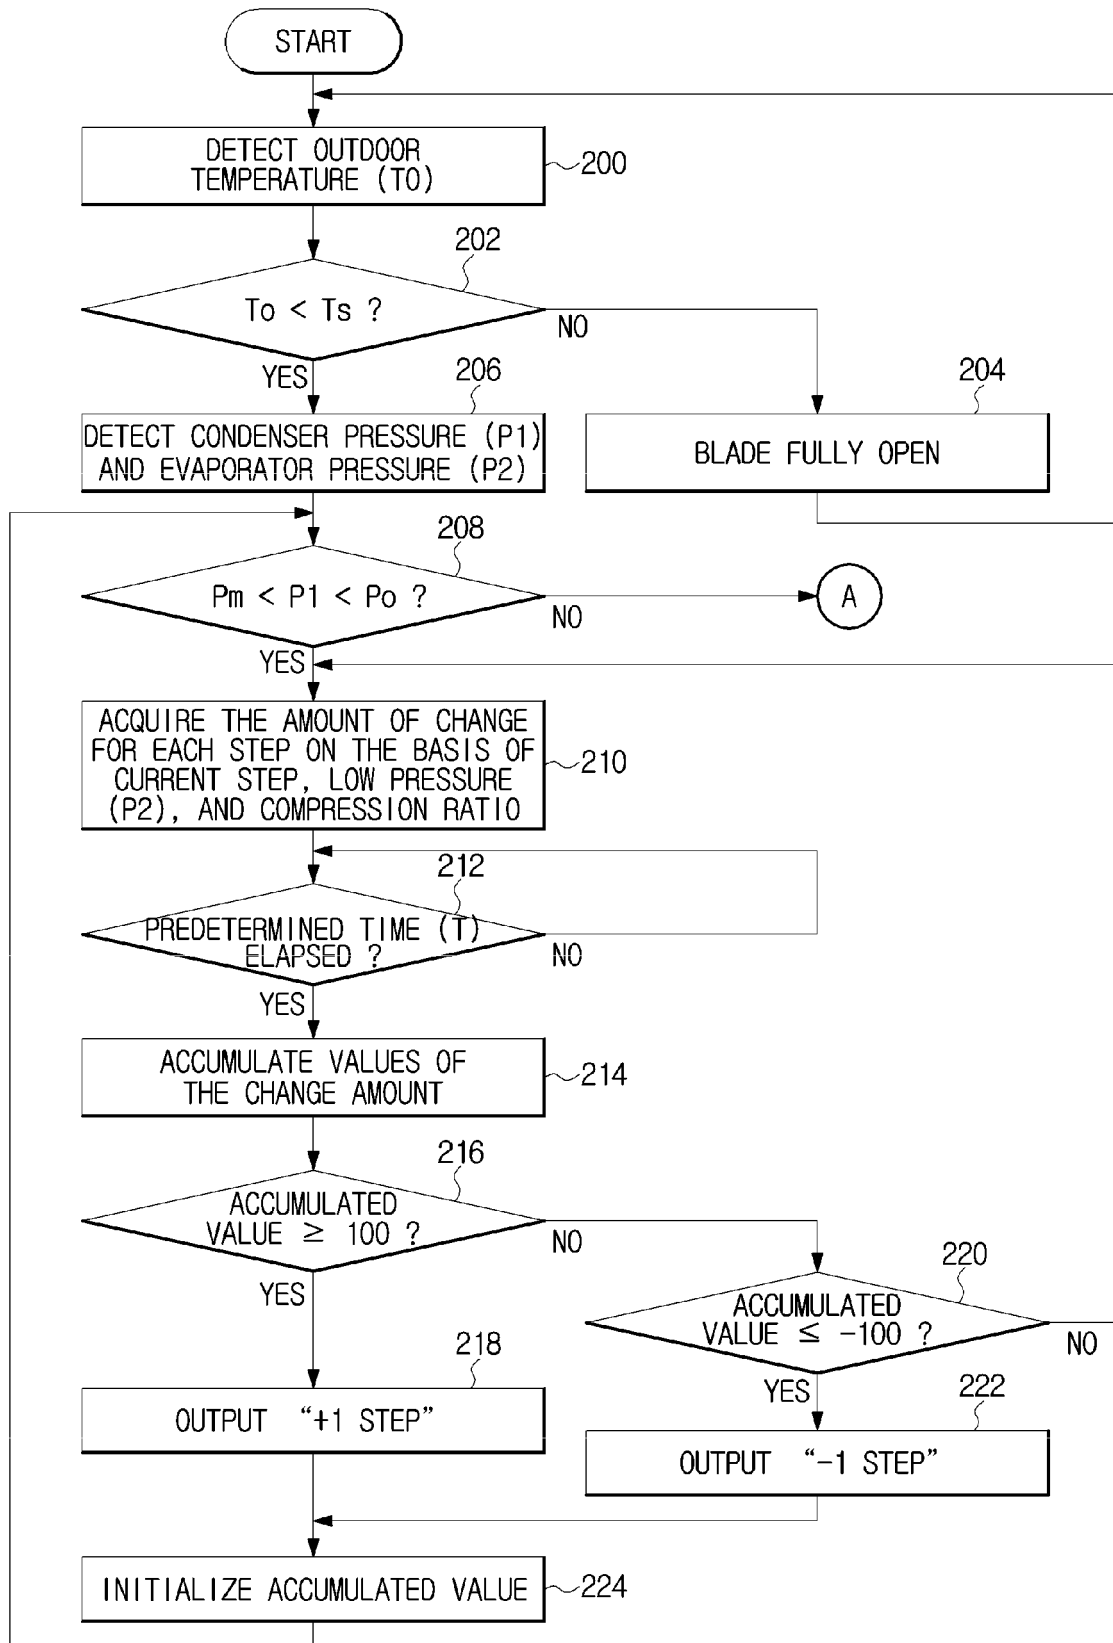 START
DETECT OUTDOOR
TEMPERATURE (TO)
200
202
To < Ts ?
NO
YES
206
204
DETECT CONDENSER PRESSURE (P1)
AND EVAPORATOR PRESSURE (P2)
BLADE FULLY OPEN
208
Pm < P1 < Po ?
NO
A
YES
ACQUIRE THE AMOUNT OF CHANGE
FOR EACH STEP ON THE BASIS OF
CURRENT STEP, LOW PRESSURE
(P2), AND COMPRESSION RATIO
210
212
PREDETERMINED TIME (T)
ELAPSED ?
NO
YES
ACCUMULATE VALUES OF
THE CHANGE AMOUNT
214
216
ACCUMULATED
VALUE ≥ 100 ?
NO
YES
220
ACCUMULATED
VALUE ≤ -100 ?
NO
YES
218
222
OUTPUT “+1 STEP”
OUTPUT “-1 STEP”
INITIALIZE ACCUMULATED VALUE
224